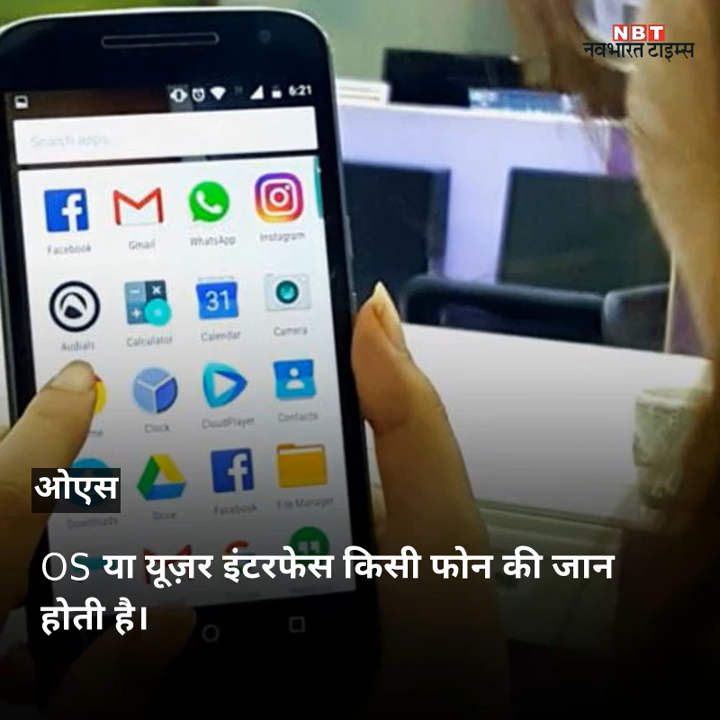 NBT
नवभारत टाइम्स
6:21
Search apps
Facebook Gmail WhatsApp Instagram
31
Audials Calculator Calendar Camera
Clock CloudPlayer Contacts
Downloads Drive Facebook File Manager
ओएस
OS या यूज़र इंटरफेस किसी फोन की जान
होती है।